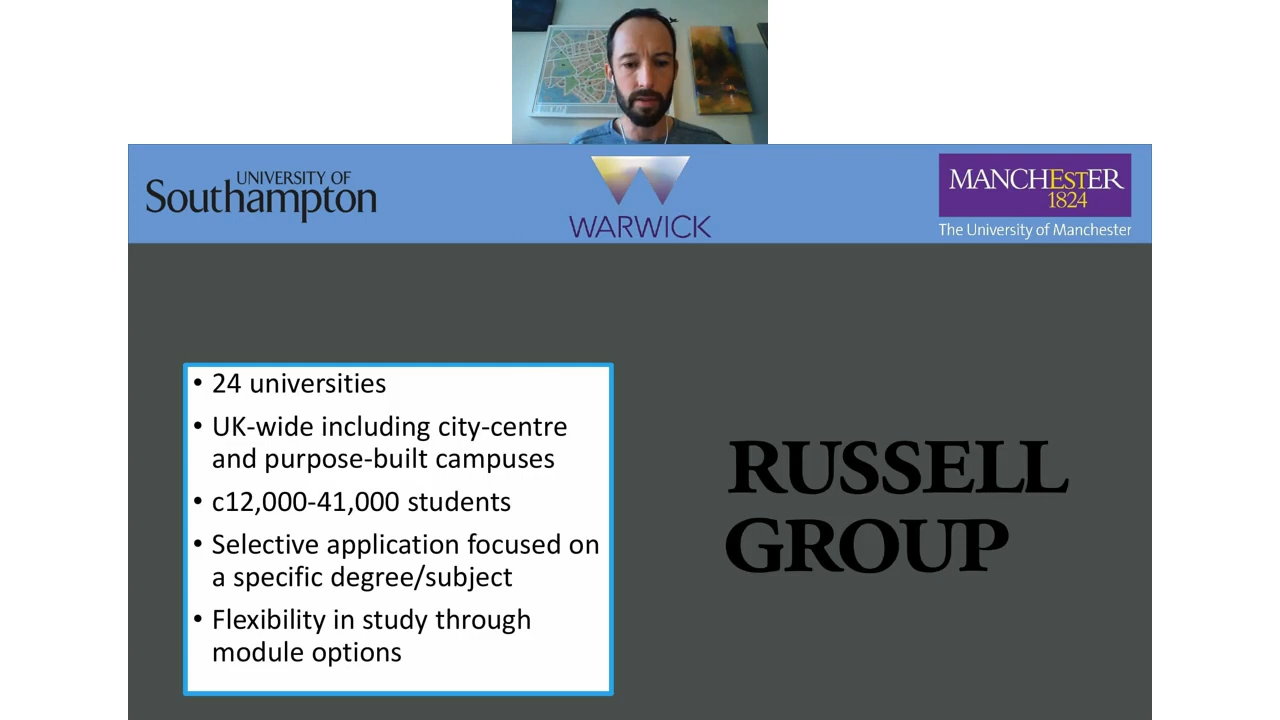 UNIVERSITY OF
Southampton
WARWICK
MANCHESTER
1824
The University of Manchester
• 24 universities
• UK-wide including city-centre
and purpose-built campuses
• c12,000-41,000 students
• Selective application focused on
a specific degree/subject
• Flexibility in study through
module options
RUSSELL
GROUP